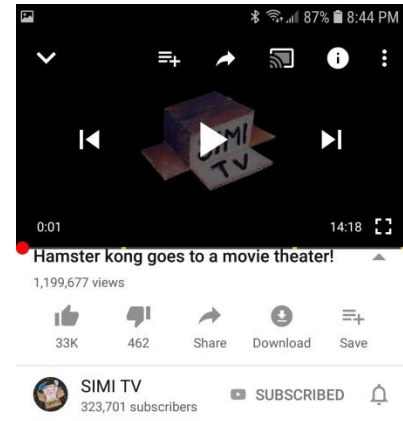 87% 8:44 PM
SIMI
TV
0:01
14:18
Hamster kong goes to a movie theater!
1,199,677 views
33K 462 Share Download Save
SIMI TV
323,701 subscribers
SUBSCRIBED